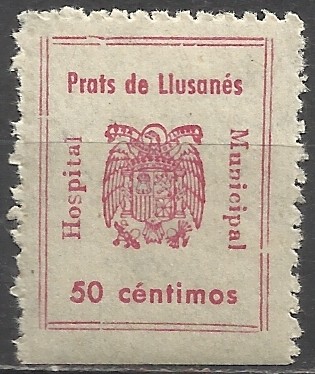 Prats de Llusanés
Hospital
Municipal
50 céntimos